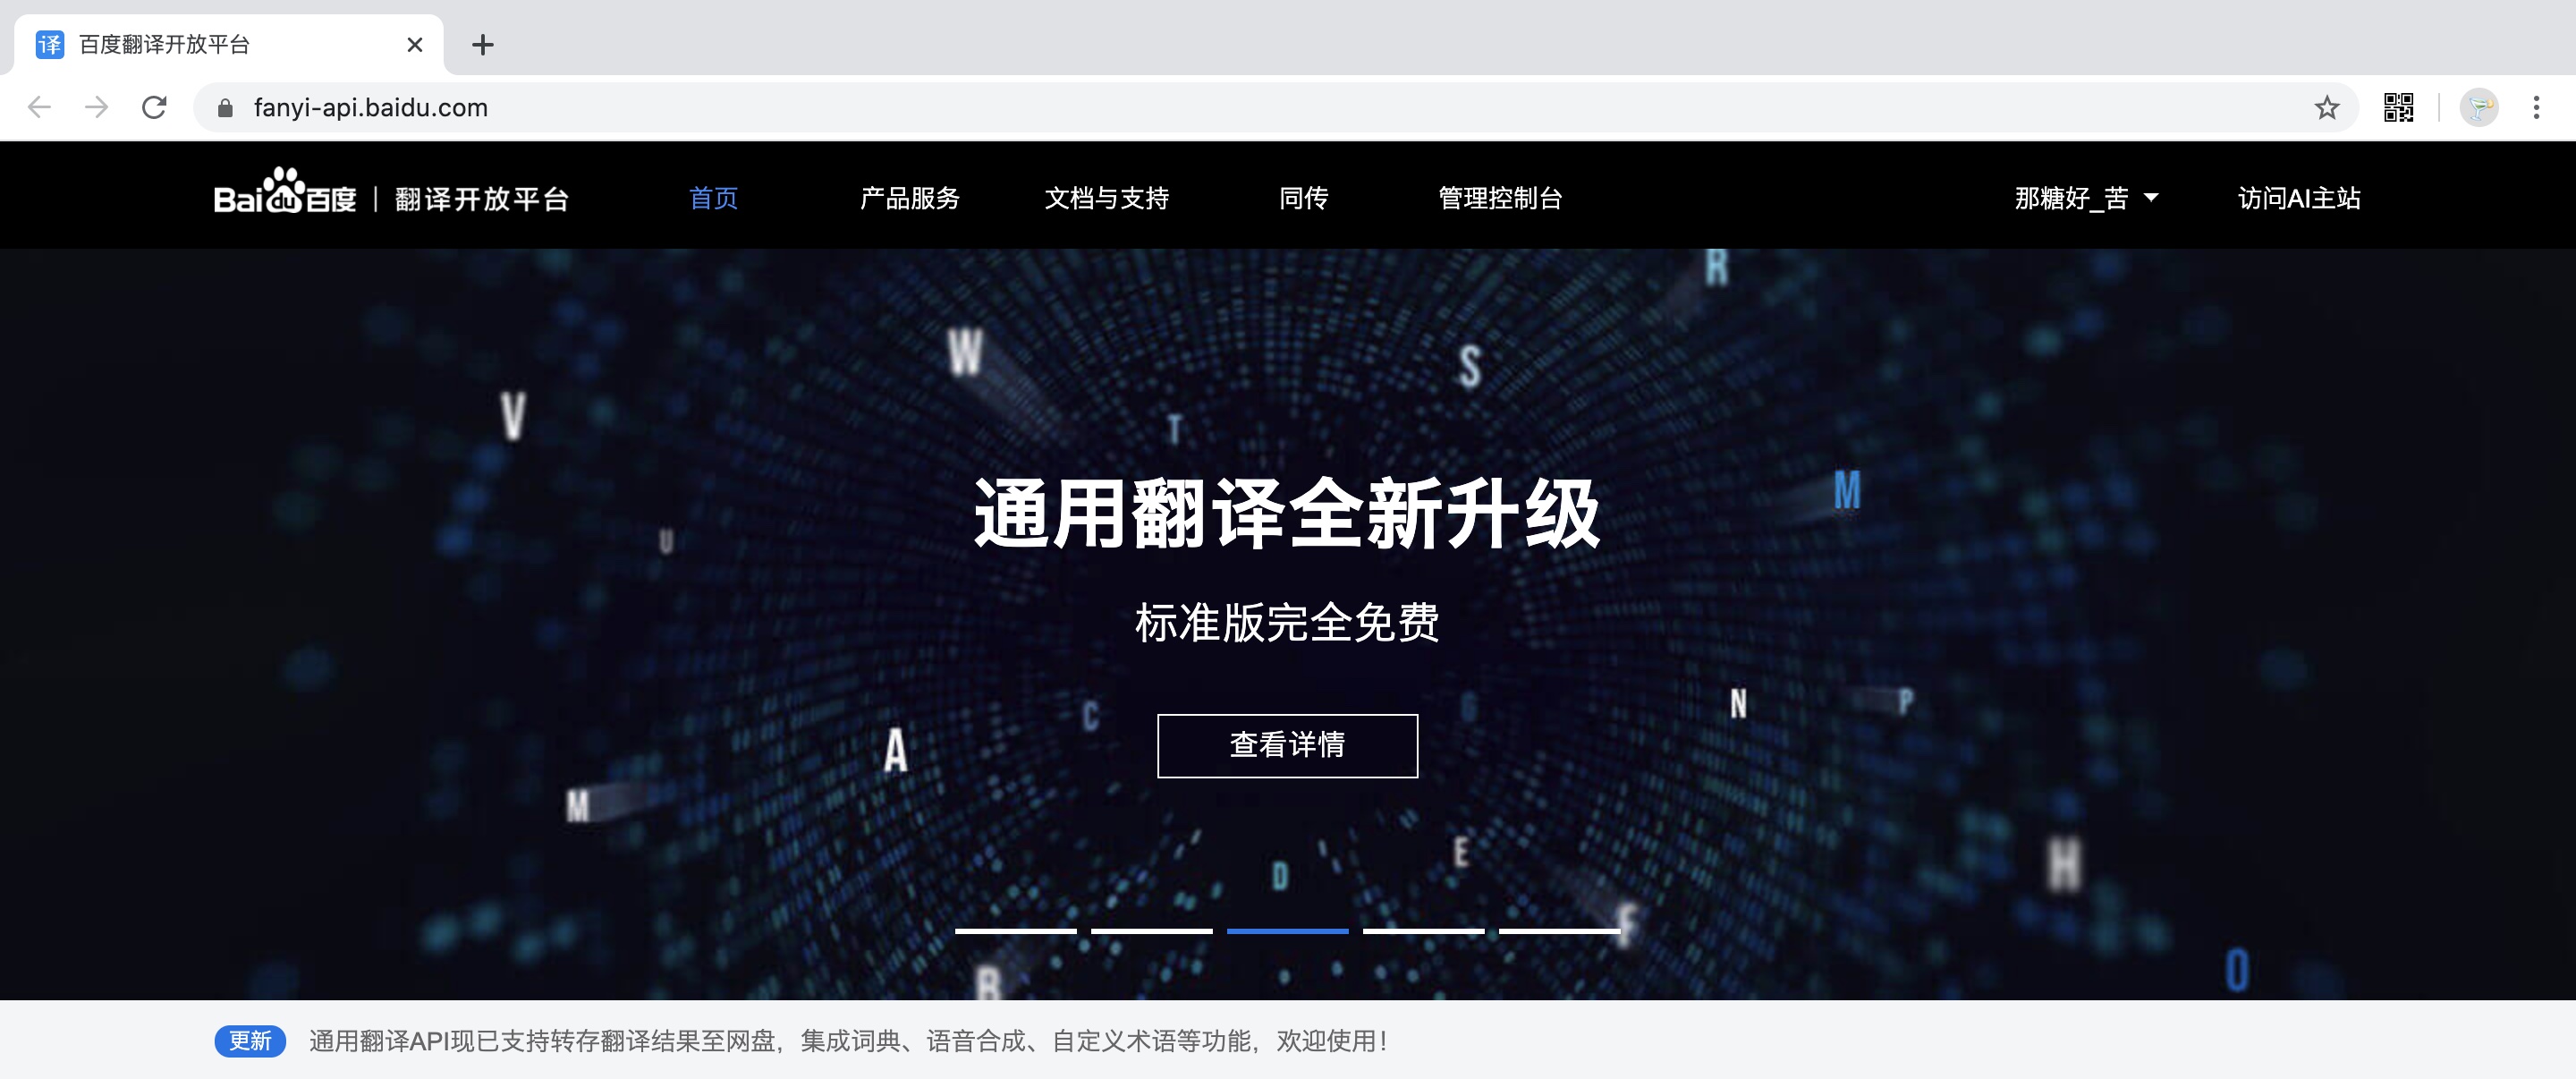 译 百度翻译开放平台
fanyi-api.baidu.com
Bai du 百度 | 翻译开放平台 首页 产品服务 文档与支持 同传 管理控制台 那糖好_苦 访问AI主站
R
W S
V T
通用翻译全新升级 M
U
标准版完全免费
C G N P
A 查看详情
M
E H
D
F
B O
更新 通用翻译API现已支持转存翻译结果至网盘，集成词典、语音合成、自定义术语等功能，欢迎使用！